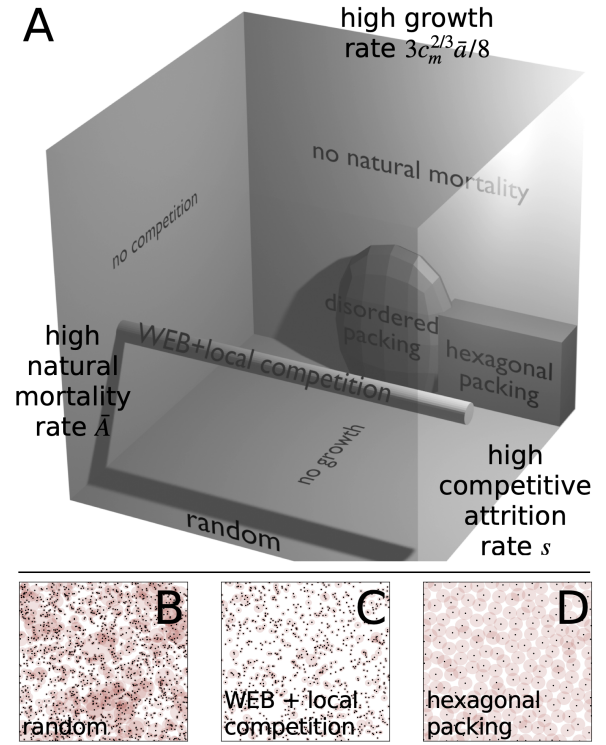 A
high growth
rate 3c_m^{2/3} ā/8
no natural mortality
no competition
disordered
packing
hexagonal
packing
WEB+local competition
high
natural
mortality
rate Ā
no growth
high
competitive
attrition
rate s
random
B
random
C
WEB + local
competition
D
hexagonal
packing